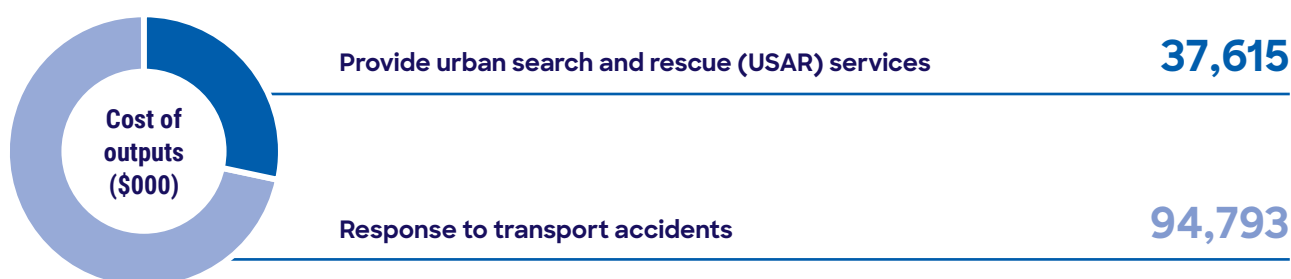 Cost of
outputs
($000)
Provide urban search and rescue (USAR) services 37,615
Response to transport accidents 94,793